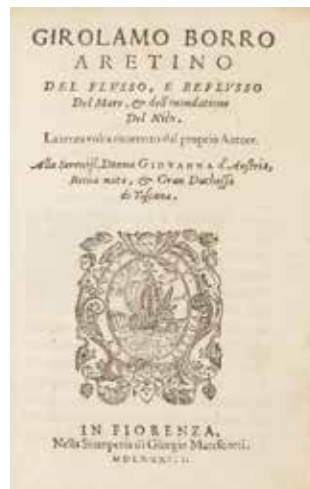 GIROLAMO BORRO
ARETINO
DEL FLVSSO, E REFLVSSO
Del Mare, & dell'inondatione
Del Nilo.
La terza volta ricorretto dal proprio Autore.
Alla Sereniss. Donna GIOVANNA d'Austria,
Reina nata, & Gran Duchessa
di Toscana.
IN FIORENZA,
Nella Stamperia di Giorgio Marescotti.